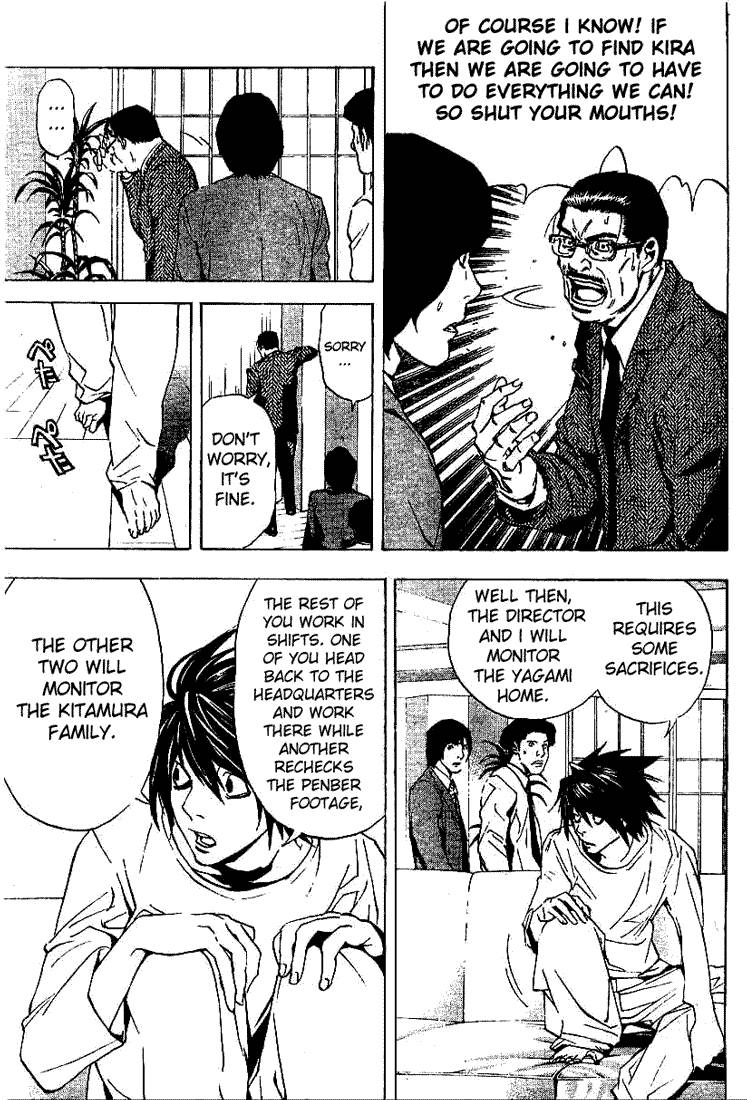 OF COURSE I KNOW! IF
WE ARE GOING TO FIND KIRA
THEN WE ARE GOING TO HAVE
TO DO EVERYTHING WE CAN!
SO SHUT YOUR MOUTHS!
...
...
SORRY
...
DON'T
WORRY,
IT'S
FINE.
THIS
REQUIRES
SOME
SACRIFICES.
WELL THEN,
THE DIRECTOR
AND I WILL
MONITOR
THE YAGAMI
HOME.
THE REST OF
YOU WORK IN
SHIFTS. ONE
OF YOU HEAD
BACK TO THE
HEADQUARTERS
AND WORK
THERE WHILE
ANOTHER
RECHECKS
THE PENBER
FOOTAGE,
THE OTHER
TWO WILL
MONITOR
THE KITAMURA
FAMILY.